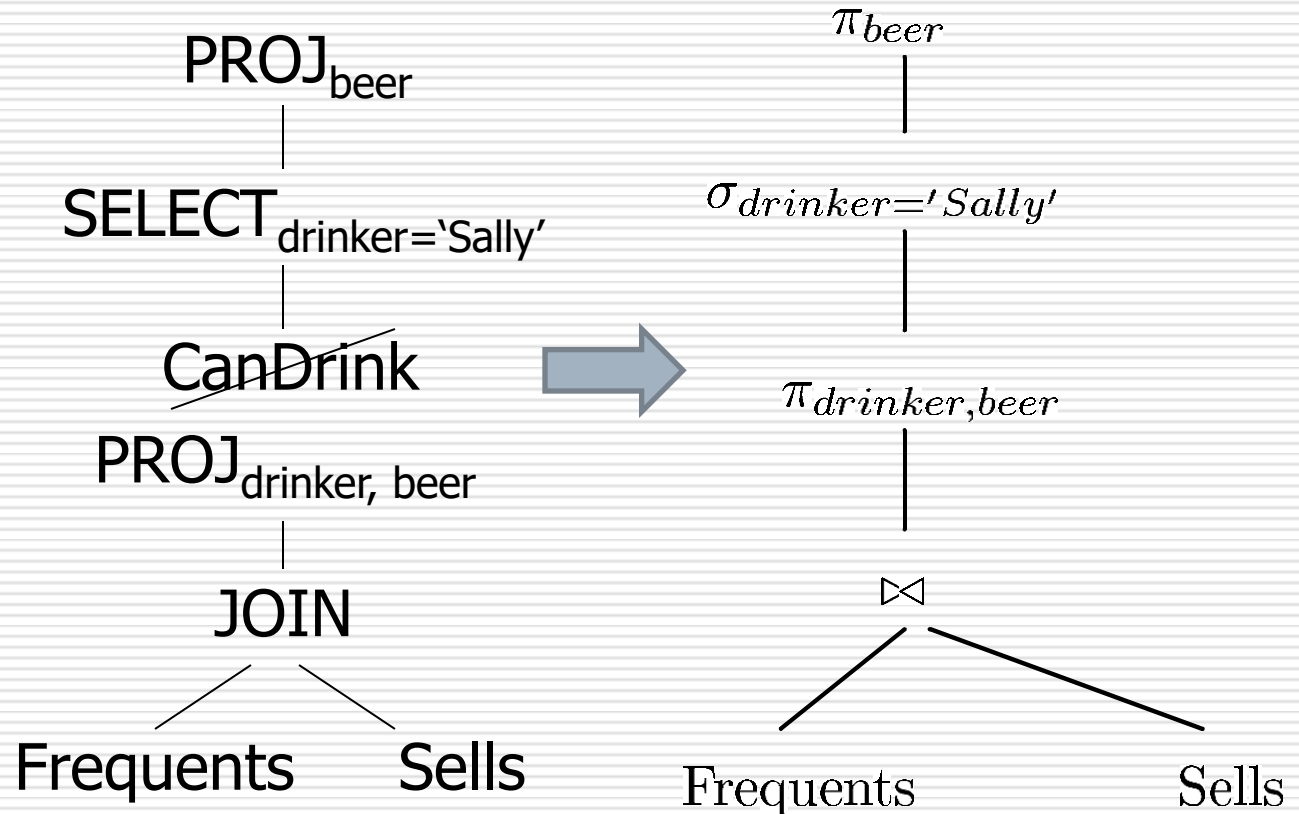 PROJbeer
SELECTdrinker=‘Sally’
CanDrink
PROJdrinker, beer
JOIN
Frequents Sells
πbeer
σdrinker='Sally'
πdrinker,beer
⋈
Frequents Sells